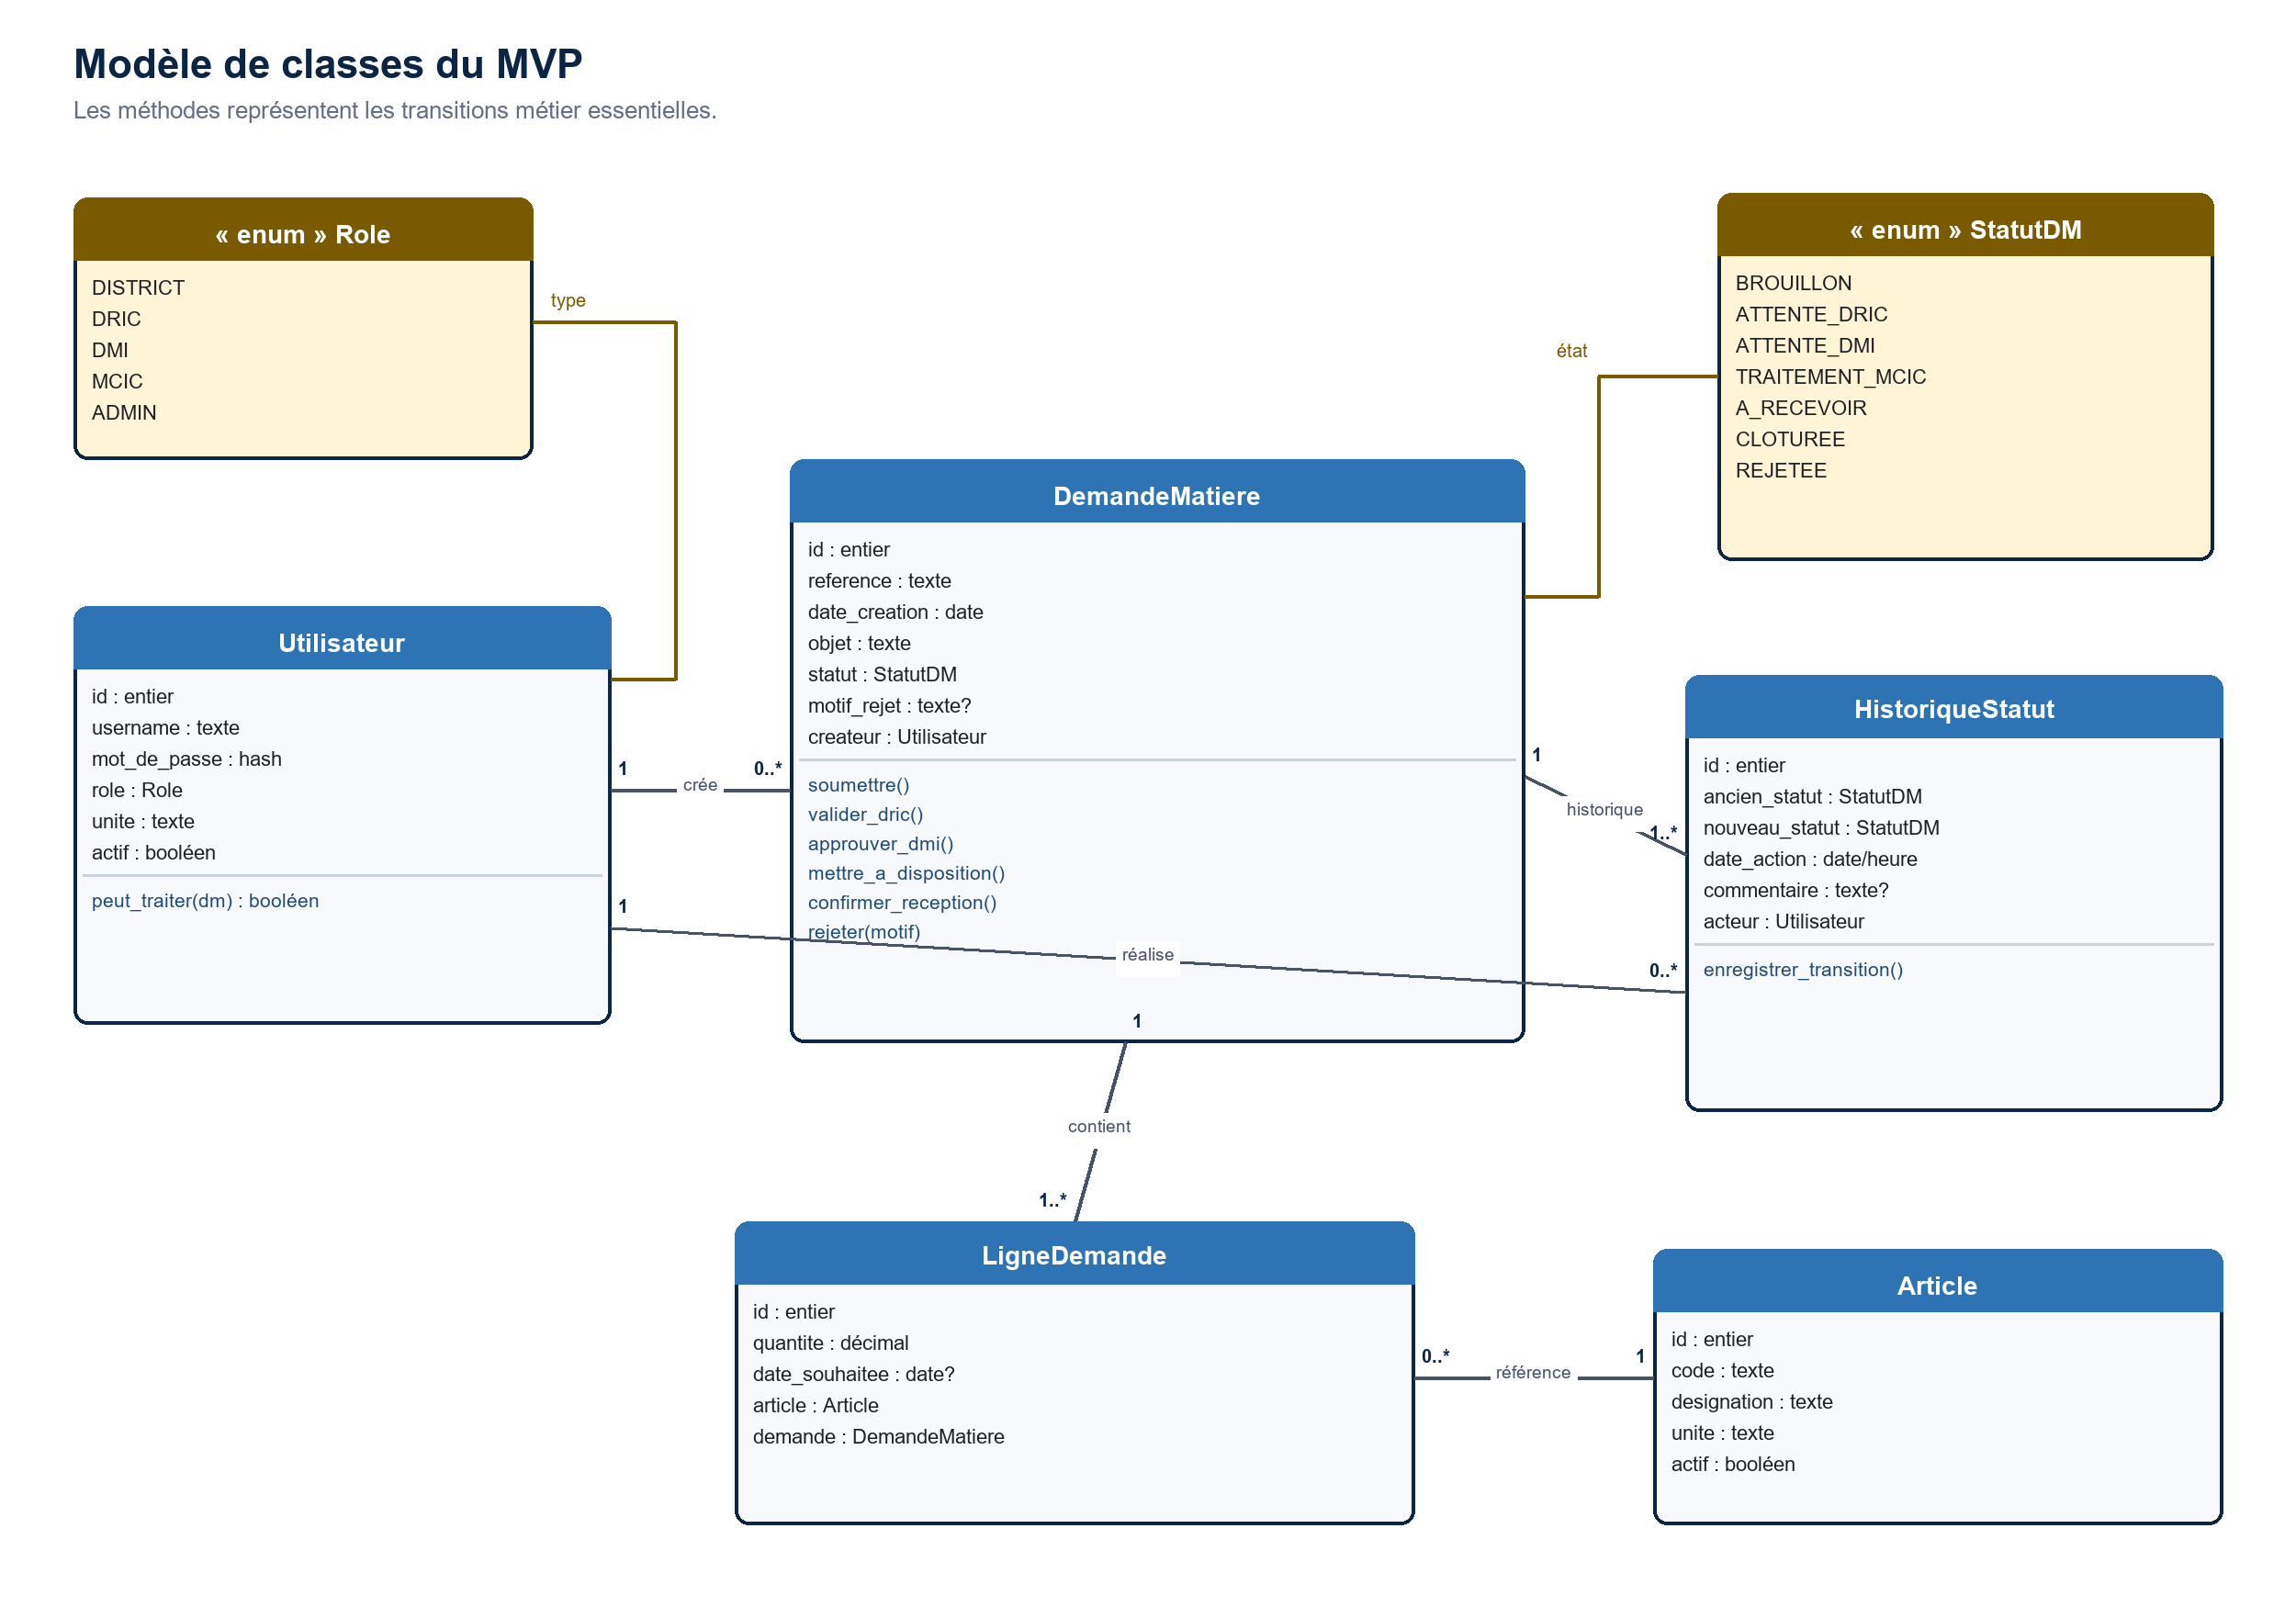 Modèle de classes du MVP
Les méthodes représentent les transitions métier essentielles.
« enum » Role
DISTRICT
DRIC
DMI
MCIC
ADMIN
type
« enum » StatutDM
BROUILLON
ATTENTE_DRIC
ATTENTE_DMI
TRAITEMENT_MCIC
A_RECEVOIR
CLOTUREE
REJETEE
état
Utilisateur
id : entier
username : texte
mot_de_passe : hash
role : Role
unite : texte
actif : booléen
peut_traiter(dm) : booléen
1
crée
0..*
DemandeMatiere
id : entier
reference : texte
date_creation : date
objet : texte
statut : StatutDM
motif_rejet : texte?
createur : Utilisateur
soumettre()
valider_dric()
approuver_dmi()
mettre_a_disposition()
confirmer_reception()
rejeter(motif)
1
historique
1..*
HistoriqueStatut
id : entier
ancien_statut : StatutDM
nouveau_statut : StatutDM
date_action : date/heure
commentaire : texte?
acteur : Utilisateur
enregistrer_transition()
1
réalise
0..*
1
contient
1..*
LigneDemande
id : entier
quantite : décimal
date_souhaitee : date?
article : Article
demande : DemandeMatiere
0..*
référence
1
Article
id : entier
code : texte
designation : texte
unite : texte
actif : booléen